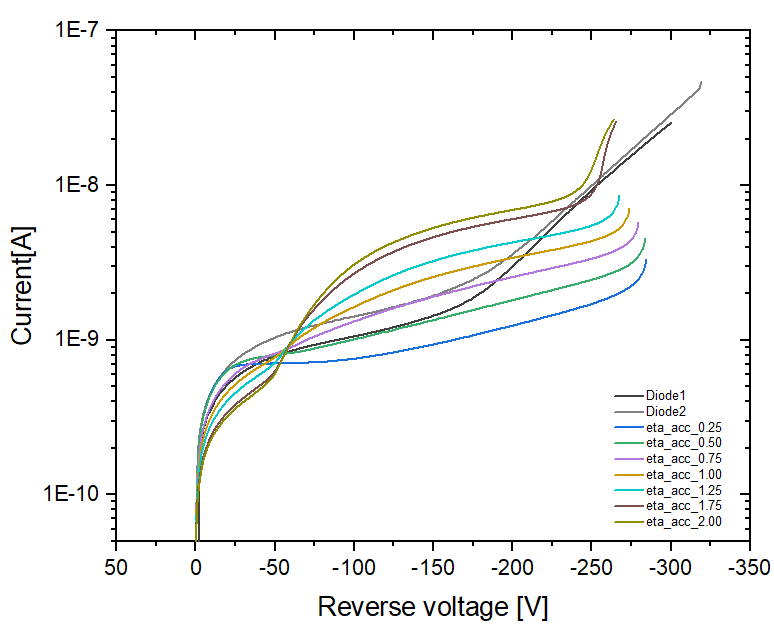 1E-7
1E-8
1E-9
1E-10
Current[A]
Diode1
Diode2
eta_acc_0.25
eta_acc_0.50
eta_acc_0.75
eta_acc_1.00
eta_acc_1.25
eta_acc_1.75
eta_acc_2.00
50 0 -50 -100 -150 -200 -250 -300 -350
Reverse voltage [V]